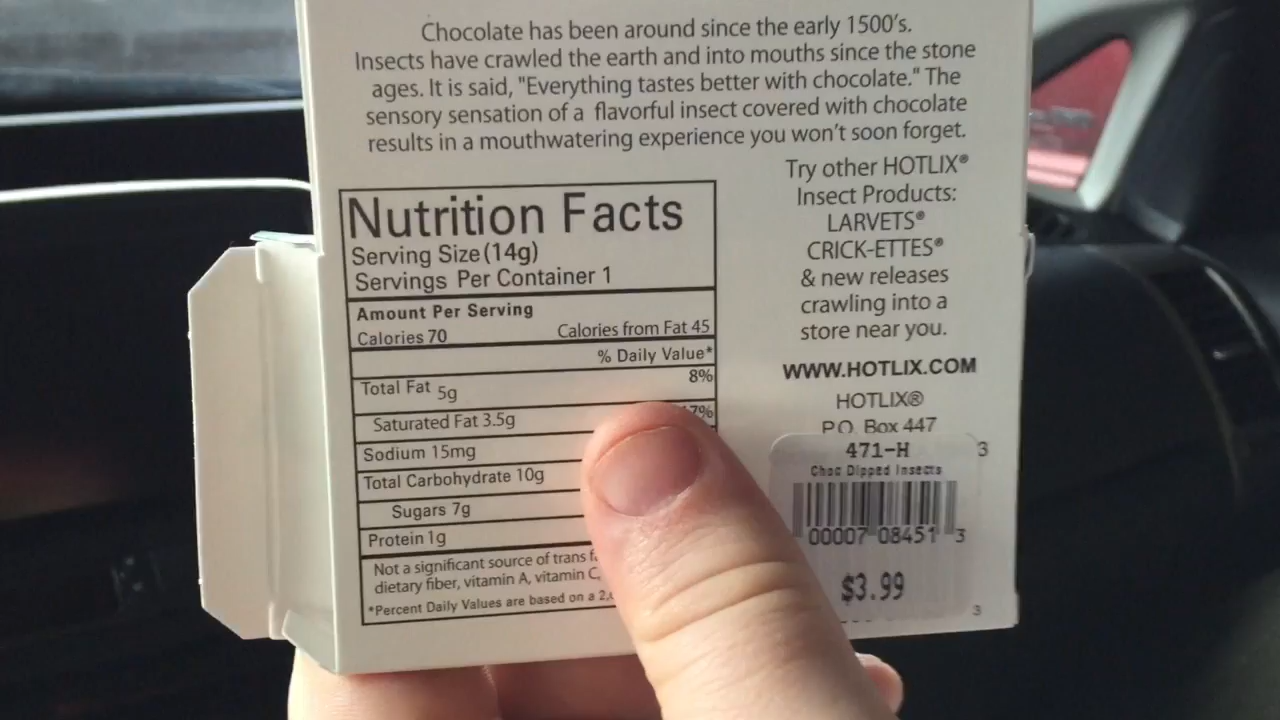 Chocolate has been around since the early 1500's.
Insects have crawled the earth and into mouths since the stone
ages. It is said, "Everything tastes better with chocolate." The
sensory sensation of a flavorful insect covered with chocolate
results in a mouthwatering experience you won't soon forget.
Nutrition Facts
Serving Size (14g)
Servings Per Container 1
Amount Per Serving
Calories 70 Calories from Fat 45
% Daily Value*
Total Fat 5g 8%
Saturated Fat 3.5g 7%
Sodium 15mg
Total Carbohydrate 10g
Sugars 7g
Protein 1g
Not a significant source of trans
dietary fiber, vitamin A, vitamin C,
*Percent Daily Values are based on a
Try other HOTLIX®
Insect Products:
LARVETS®
CRICK-ETTES®
& new releases
crawling into a
store near you.
WWW.HOTLIX.COM
HOTLIX®
P.O. Box 447
471-H
3
Choc Dipped Insects
00007 08451 3
$3.99
3